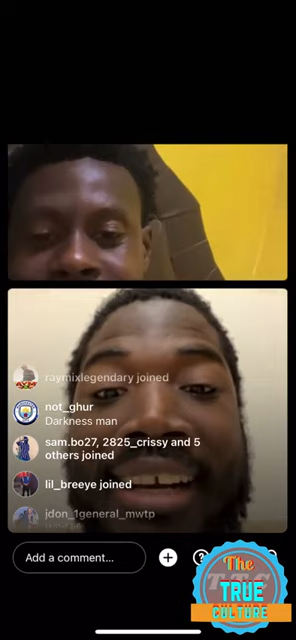 raymixlegendary joined
not_ghur
Darkness man
sam.bo27, 2825_crissy and 5
others joined
lil_breeye joined
jdon_1general_mwtp
Add a comment...
The
TRUE
CULTURE